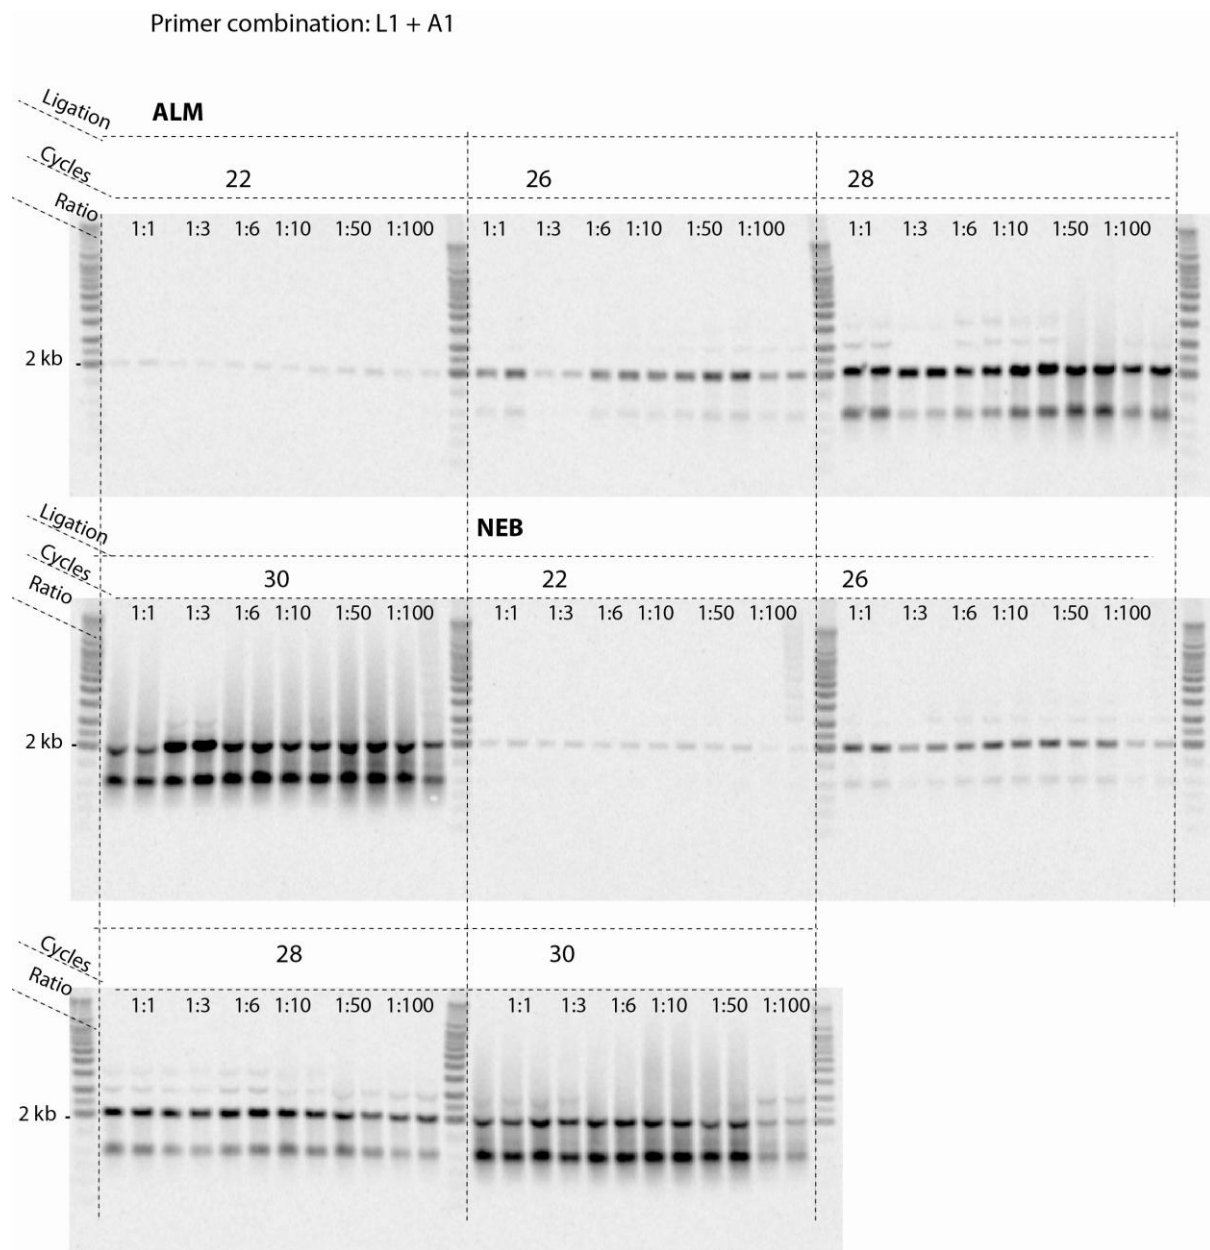 Primer combination: L1 + A1
Ligation ALM
Cycles 22 26 28
Ratio 1:1 1:3 1:6 1:10 1:50 1:100 1:1 1:3 1:6 1:10 1:50 1:100 1:1 1:3 1:6 1:10 1:50 1:100
2 kb
Ligation NEB
Cycles 30 22 26
Ratio 1:1 1:3 1:6 1:10 1:50 1:100 1:1 1:3 1:6 1:10 1:50 1:100 1:1 1:3 1:6 1:10 1:50 1:100
2 kb
Cycles 28 30
Ratio 1:1 1:3 1:6 1:10 1:50 1:100 1:1 1:3 1:6 1:10 1:50 1:100
2 kb